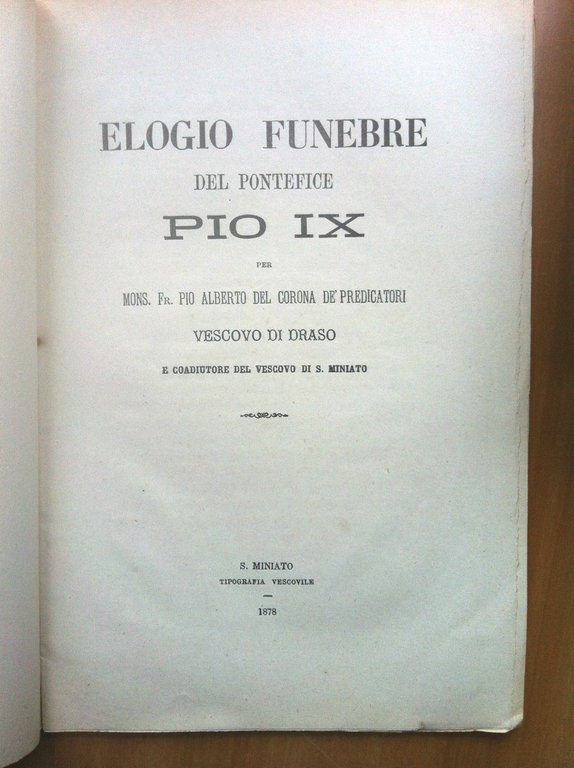 ELOGIO FUNEBRE
DEL PONTEFICE
PIO IX
PER
MONS. FR. PIO ALBERTO DEL CORONA DE' PREDICATORI
VESCOVO DI DRASO
E COADIUTORE DEL VESCOVO DI S. MINIATO
S. MINIATO
TIPOGRAFIA VESCOVILE
1878